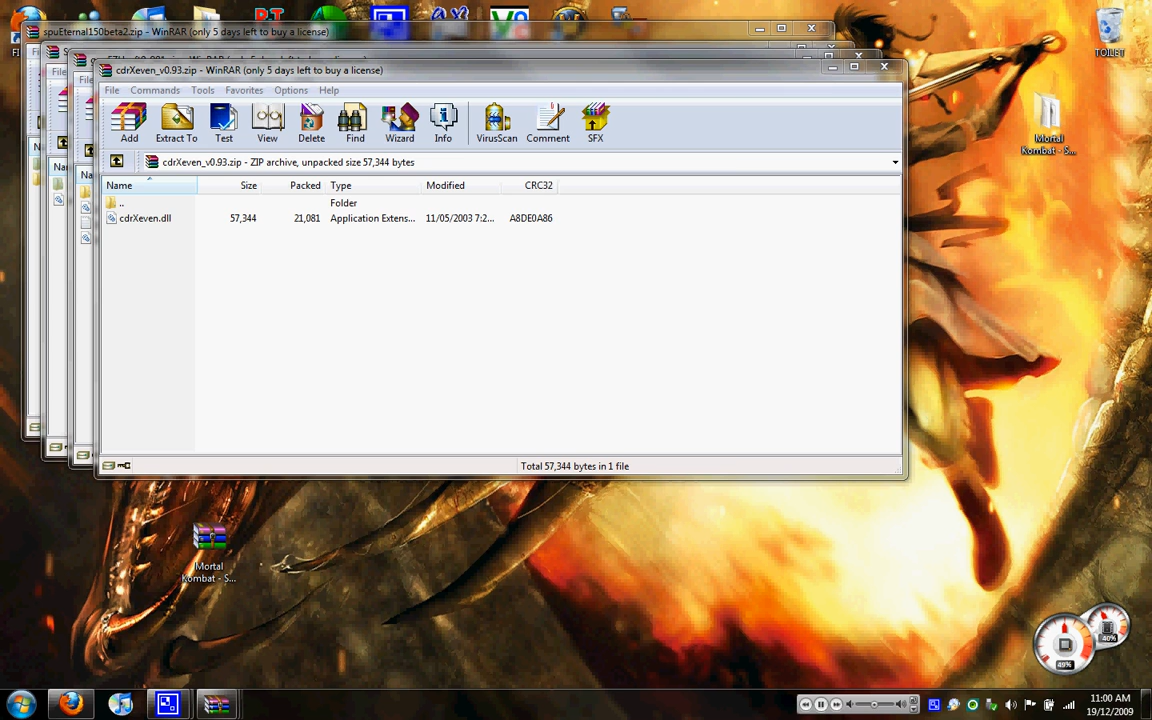 spuEternal150beta2.zip - WinRAR (only 5 days left to buy a license)
cdrXeven_v0.93.zip - WinRAR (only 5 days left to buy a license)
File Commands Tools Favorites Options Help
Add Extract To Test View Delete Find Wizard Info VirusScan Comment SFX
cdrXeven_v0.93.zip - ZIP archive, unpacked size 57,344 bytes
Name Size Packed Type Modified CRC32
.. Folder
cdrXeven.dll 57,344 21,081 Application Extens... 11/05/2003 7:2... A8DE0A86
Total 57,344 bytes in 1 file
TOILET
Mortal
Kombat - S...
Mortal
Kombat - S...
40%
49%
11:00 AM
19/12/2009